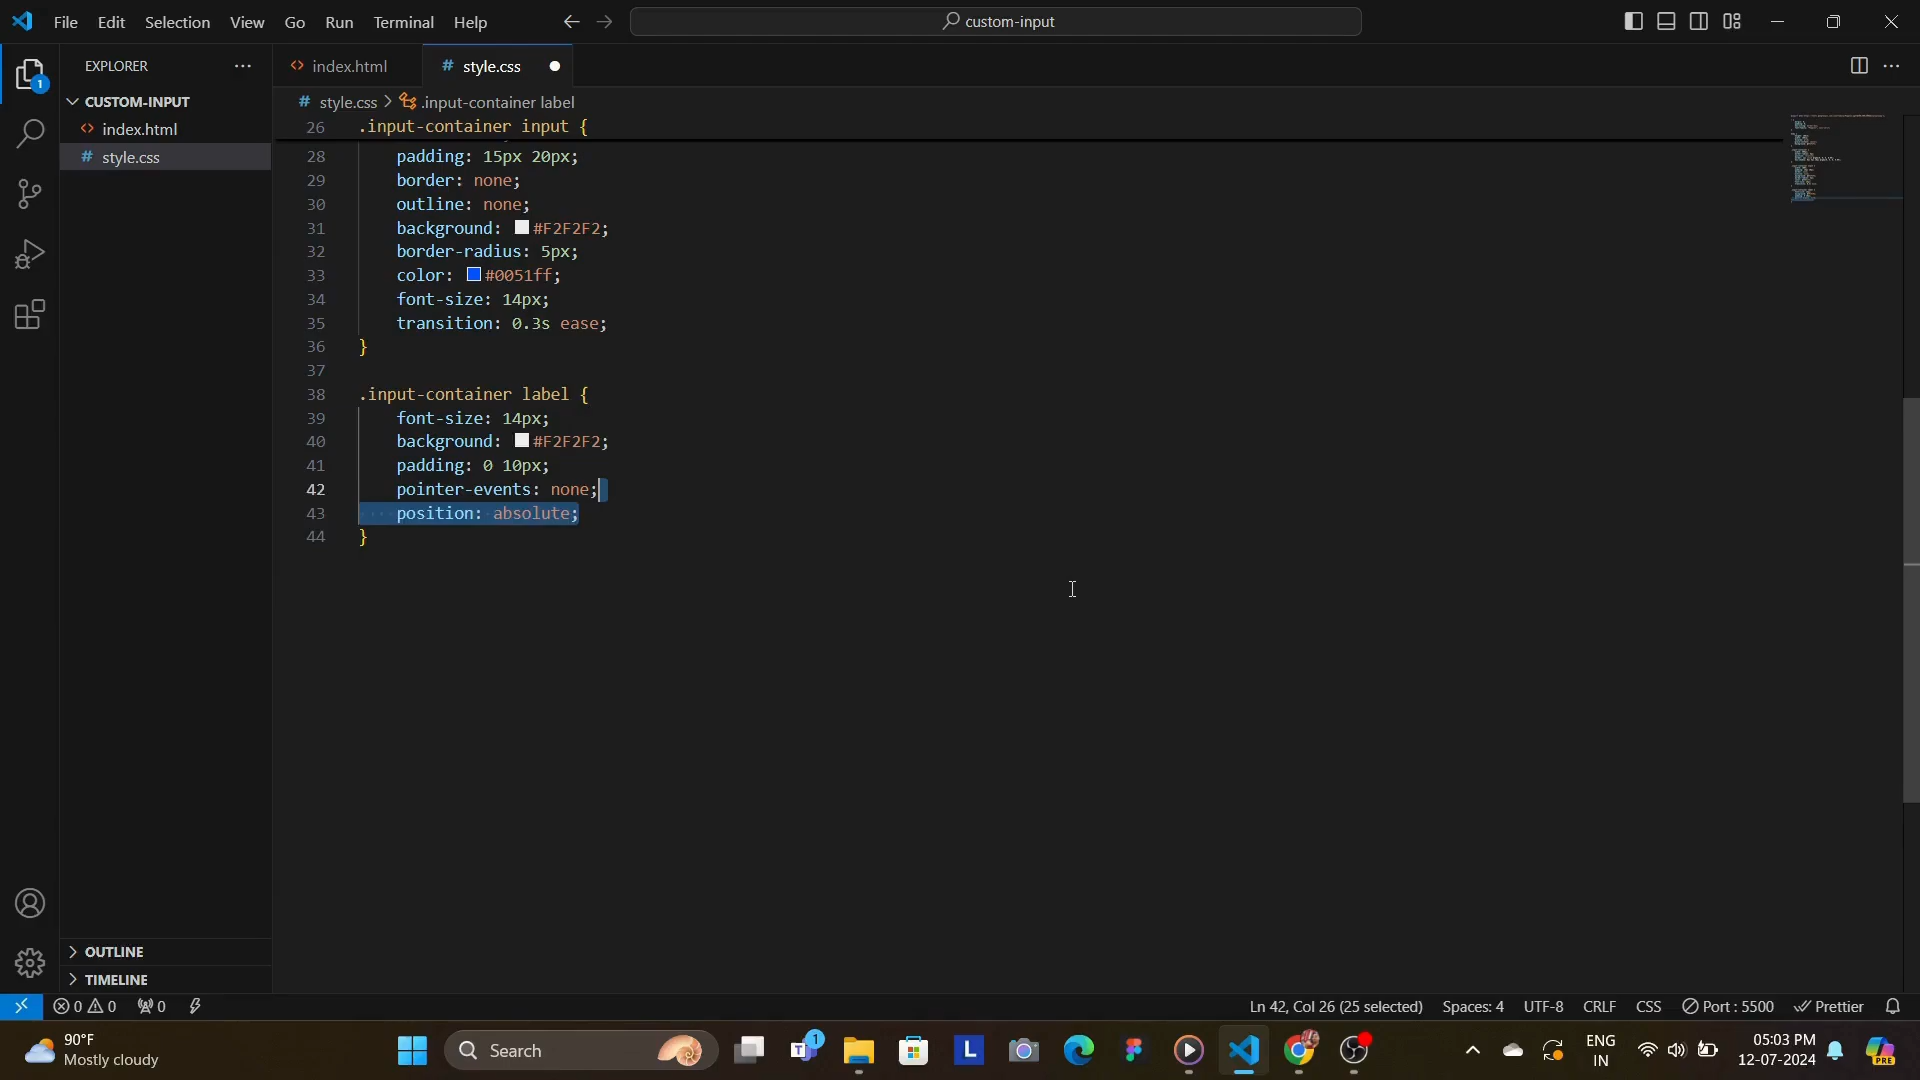 File Edit Selection View Go Run Terminal Help
custom-input
EXPLORER
index.html
style.css
1
CUSTOM-INPUT
index.html
style.css
style.css > .input-container label
26 .input-container input {
28 padding: 15px 20px;
29 border: none;
30 outline: none;
31 background: #F2F2F2;
32 border-radius: 5px;
33 color: #0051ff;
34 font-size: 14px;
35 transition: 0.3s ease;
36 }
37
38 .input-container label {
39 font-size: 14px;
40 background: #F2F2F2;
41 padding: 0 10px;
42 pointer-events: none;
43 position: absolute;
44 }
OUTLINE
TIMELINE
0 0 0
Ln 42, Col 26 (25 selected) Spaces: 4 UTF-8 CRLF CSS Port : 5500 Prettier
90°F
Mostly cloudy
Search
1
L
ENG
IN
05:03 PM
12-07-2024
PRE